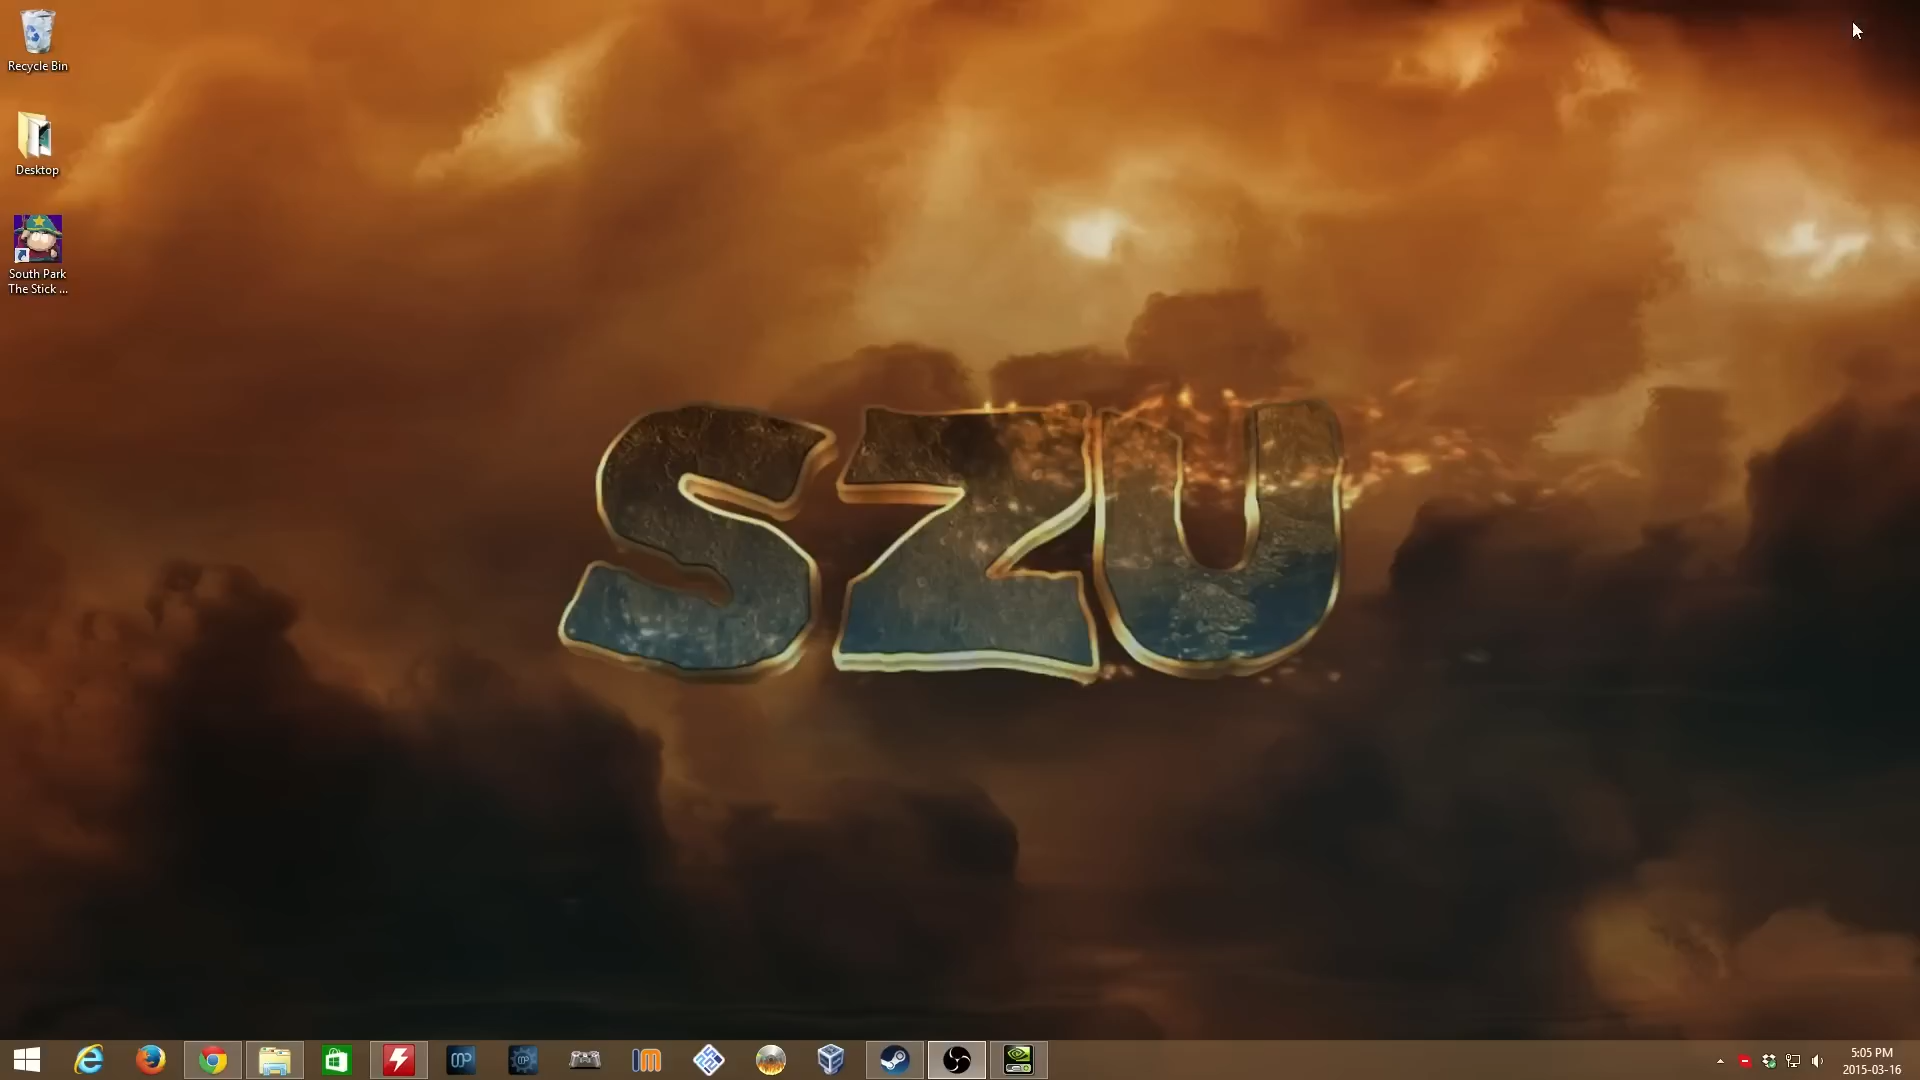 Recycle Bin
Desktop
South Park
The Stick ...
SZU
5:05 PM
2015-03-16